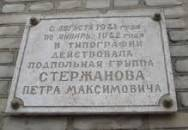 С АВГУСТА 1941 ГОДА
ПО ЯНВАРЬ 1942 ГОДА
В ТИПОГРАФИИ
ДЕЙСТВОВАЛА
ПОДПОЛЬНАЯ ГРУППА
СТЕРЖАНОВА
ПЕТРА МАКСИМОВИЧА